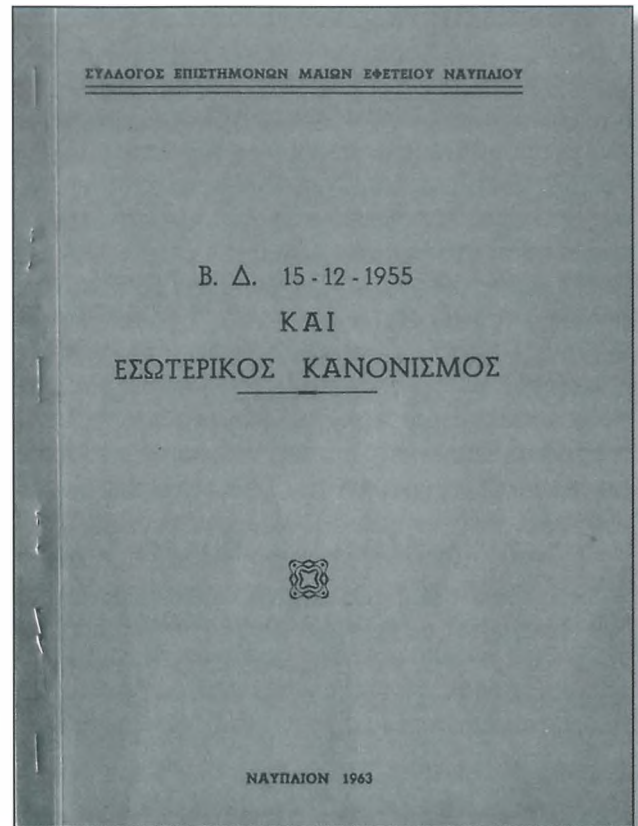 ΣΥΛΛΟΓΟΣ ΕΠΙΣΤΗΜΟΝΩΝ ΜΑΙΩΝ ΕΦΕΤΕΙΟΥ ΝΑΥΠΛΙΟΥ
Β. Δ. 15 - 12 - 1955
ΚΑΙ
ΕΣΩΤΕΡΙΚΟΣ ΚΑΝΟΝΙΣΜΟΣ
ΝΑΥΠΛΙΟΝ 1963